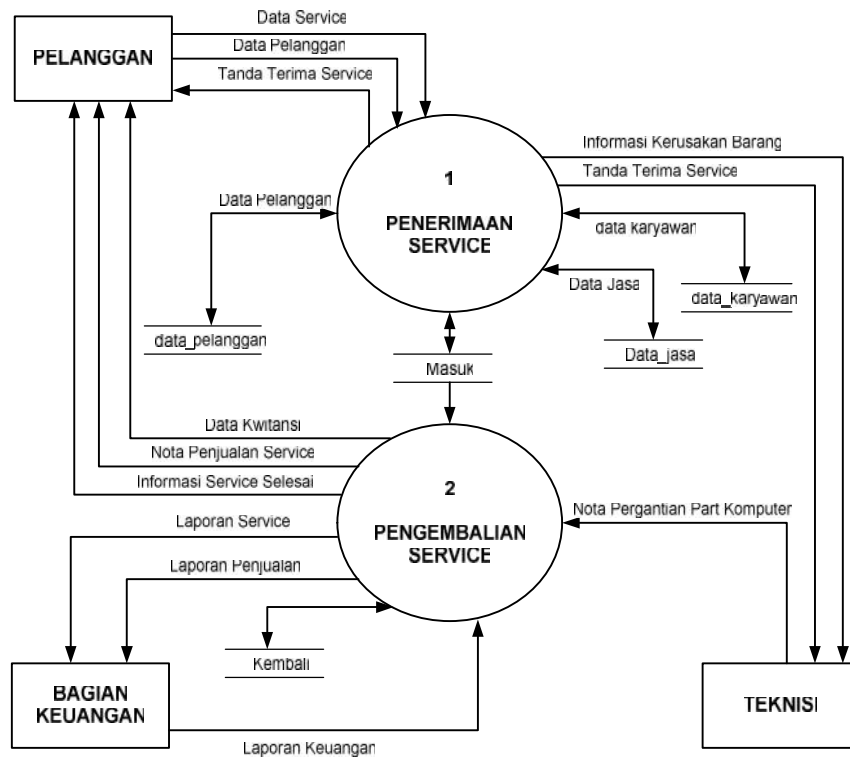 Data Service
PELANGGAN
Data Pelanggan
Tanda Terima Service
1
PENERIMAAN
SERVICE
Informasi Kerusakan Barang
Tanda Terima Service
Data Pelanggan
data karyawan
Data Jasa
data_karyawan
data_pelanggan
Data_jasa
Masuk
Data Kwitansi
Nota Penjualan Service
Informasi Service Selesai
2
PENGEMBALIAN
SERVICE
Nota Pergantian Part Komputer
Laporan Service
Laporan Penjualan
Kembali
BAGIAN
KEUANGAN
TEKNISI
Laporan Keuangan